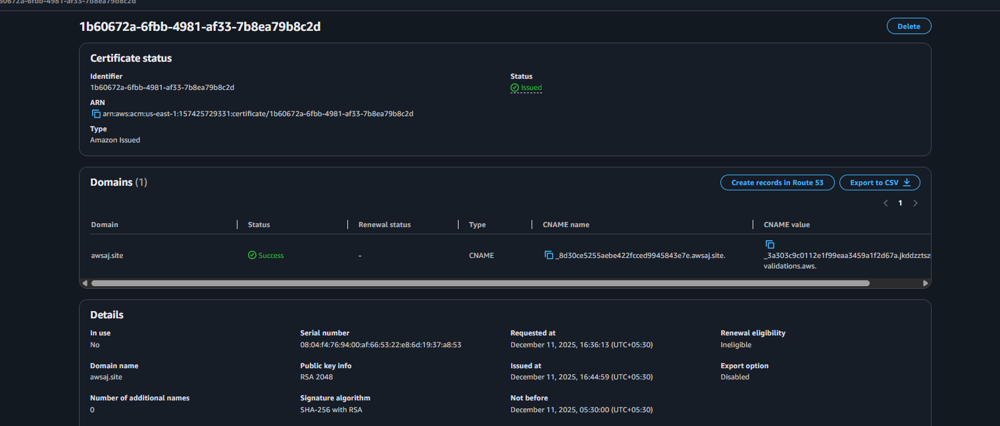 60672a-6fbb-4981-af33-7b8ea79b8c2d
1b60672a-6fbb-4981-af33-7b8ea79b8c2d
Delete
Certificate status
Identifier
1b60672a-6fbb-4981-af33-7b8ea79b8c2d
Status
Issued
ARN
arn:aws:acm:us-east-1:157425729331:certificate/1b60672a-6fbb-4981-af33-7b8ea79b8c2d
Type
Amazon Issued
Domains (1)
Create records in Route 53
Export to CSV
1
Domain Status Renewal status Type CNAME name CNAME value
awsaj.site Success - CNAME _8d30ce5255aebe422fcced9945843e7e.awsaj.site.
_3a303c9c0112e1f99eaa3459a1f2d67a.jkddzztsz
validations.aws.
Details
In use Serial number Requested at Renewal eligibility
No 08:04:f4:76:94:00:af:66:53:22:e8:6d:19:37:a8:53 December 11, 2025, 16:36:13 (UTC+05:30) Ineligible
Domain name Public key info Issued at Export option
awsaj.site RSA 2048 December 11, 2025, 16:44:59 (UTC+05:30) Disabled
Number of additional names Signature algorithm Not before
0 SHA-256 with RSA December 11, 2025, 05:30:00 (UTC+05:30)